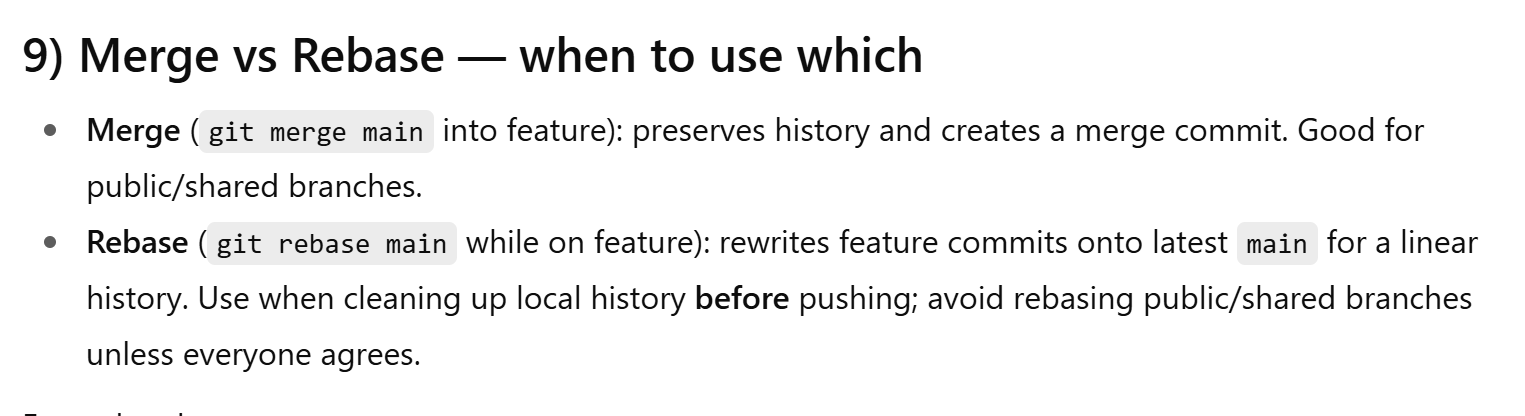 9) Merge vs Rebase — when to use which
• Merge (git merge main into feature): preserves history and creates a merge commit. Good for
public/shared branches.
• Rebase (git rebase main while on feature): rewrites feature commits onto latest main for a linear
history. Use when cleaning up local history before pushing; avoid rebasing public/shared branches
unless everyone agrees.